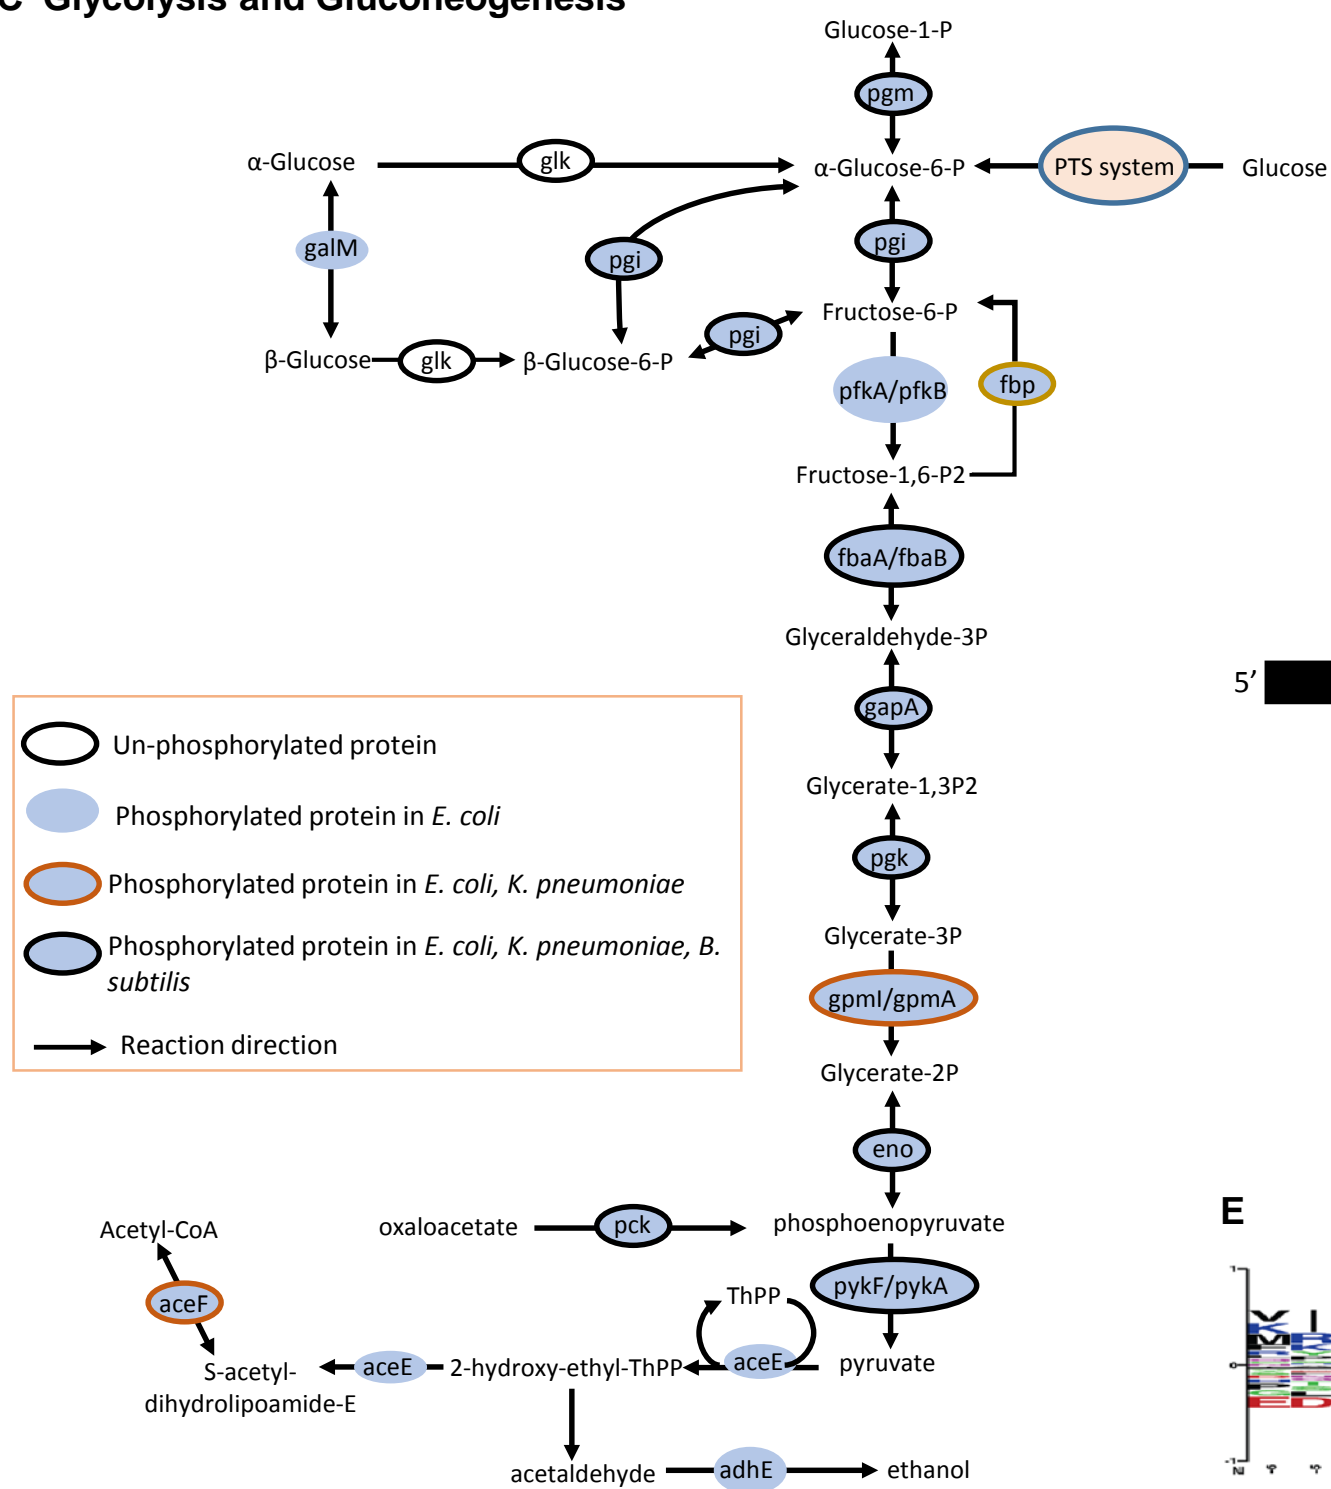 C Glycolysis and Gluconeogenesis
Glucose-1-P
pgm
α-Glucose
glk
α-Glucose-6-P
PTS system
Glucose
galM
pgi
pgi
Fructose-6-P
pgi
β-Glucose
glk
β-Glucose-6-P
pfkA/pfkB
fbp
Fructose-1,6-P2
fbaA/fbaB
Glyceraldehyde-3P
5’
gapA
Un-phosphorylated protein
Glycerate-1,3P2
Phosphorylated protein in E. coli
pgk
Phosphorylated protein in E. coli, K. pneumoniae
Glycerate-3P
Phosphorylated protein in E. coli, K. pneumoniae, B.
subtilis
gpmI/gpmA
Reaction direction
Glycerate-2P
eno
E
Acetyl-CoA
oxaloacetate
pck
phosphoenopyruvate
pykF/pykA
aceF
ThPP
S-acetyl-
dihydrolipoamide-E
aceE
2-hydroxy-ethyl-ThPP
aceE
pyruvate
acetaldehyde
adhE
ethanol
1
0
-1
N